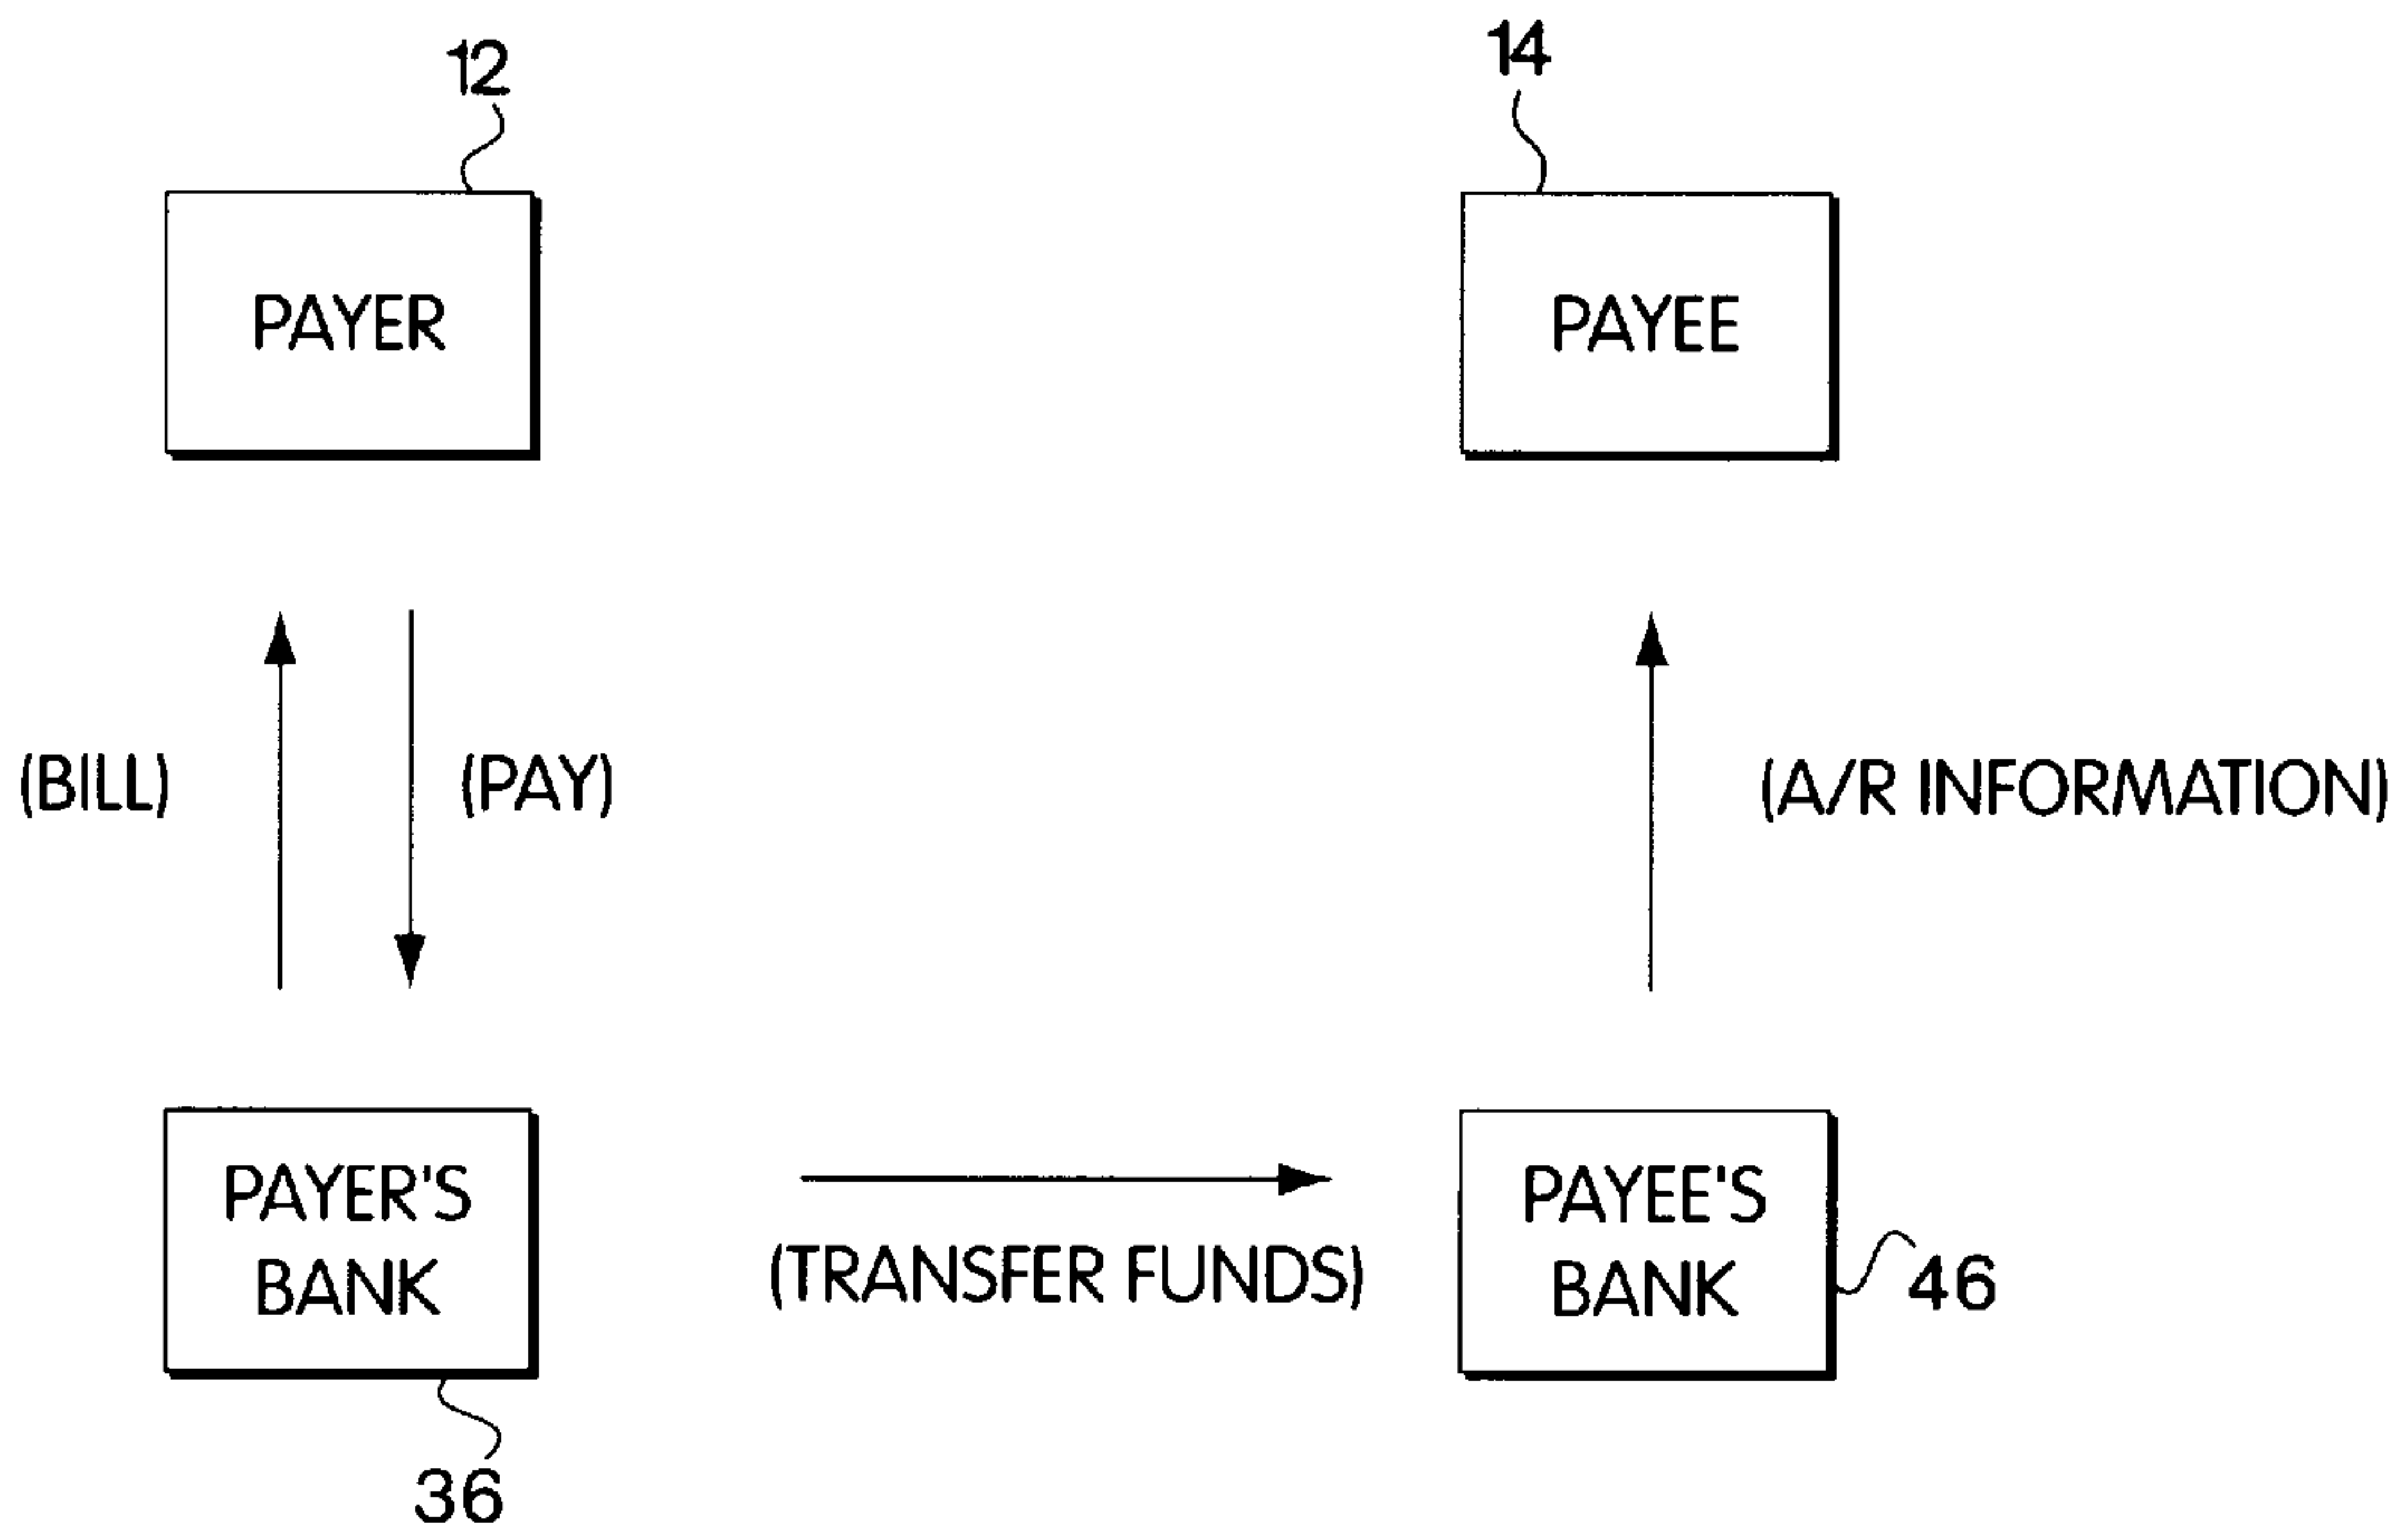 12
14
PAYER
PAYEE
(BILL)
(PAY)
(A/R INFORMATION)
PAYER'S
BANK
(TRANSFER FUNDS)
PAYEE'S
BANK
46
36